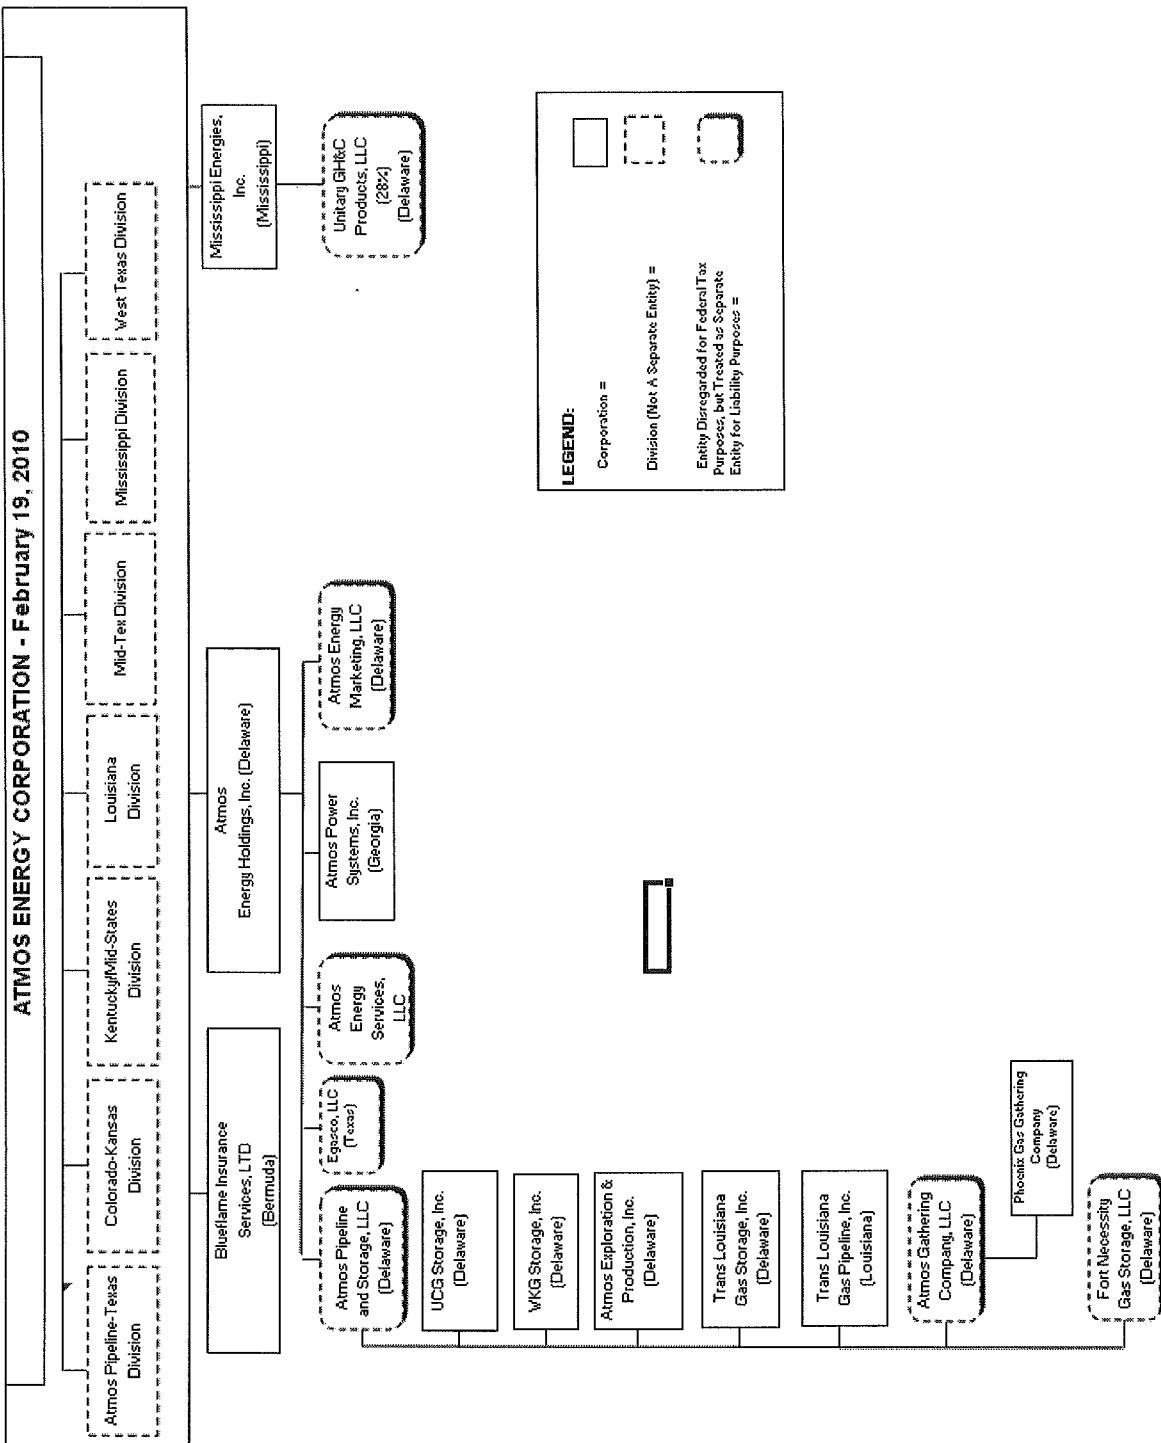 ATMOS ENERGY CORPORATION - February 19, 2010
Atmos Pipeline-Texas
Division
Colorado-Kansas
Division
Kentucky/Mid-States
Division
Louisiana
Division
Mid-Tex Division
Mississippi Division
West Texas Division
Blueflame Insurance
Services, LTD
(Bermuda)
Atmos
Energy Holdings, Inc. (Delaware)
Mississippi Energies,
Inc.
(Mississippi)
Atmos Pipeline
and Storage, LLC
(Delaware)
Egasco, LLC
(Texas)
Atmos
Energy
Services,
LLC
Atmos Power
Systems, Inc.
(Georgia)
Atmos Energy
Marketing, LLC
(Delaware)
Unitary GH&C
Products, LLC
(28%)
(Delaware)
UCG Storage, Inc.
(Delaware)
WKG Storage, Inc.
(Delaware)
Atmos Exploration &
Production, Inc.
(Delaware)
Trans Louisiana
Gas Storage, Inc.
(Delaware)
Trans Louisiana
Gas Pipeline, Inc.
(Louisiana)
Atmos Gathering
Company, LLC
(Delaware)
Phoenix Gas Gathering
Company
(Delaware)
Fort Necessity
Gas Storage, LLC
(Delaware)
LEGEND:
Corporation =
Division (Not A Separate Entity) =
Entity Disregarded for Federal Tax
Purposes, but Treated as Separate
Entity for Liability Purposes =